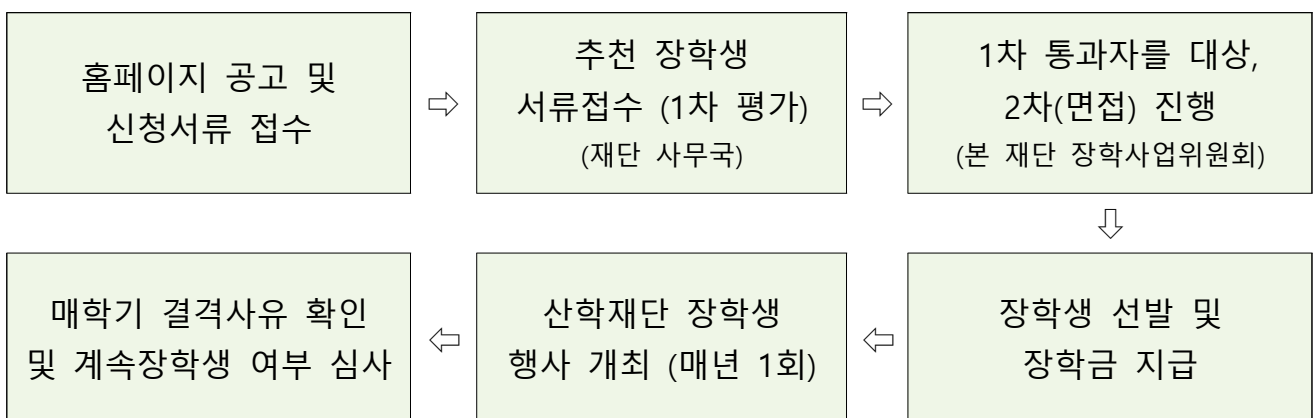 홈페이지 공고 및
신청서류 접수
⇨
추천 장학생
서류접수 (1차 평가)
(재단 사무국)
⇨
1차 통과자를 대상,
2차(면접) 진행
(본 재단 장학사업위원회)
⇩
장학생 선발 및
장학금 지급
⇦
산학재단 장학생
행사 개최 (매년 1회)
⇦
매학기 결격사유 확인
및 계속장학생 여부 심사